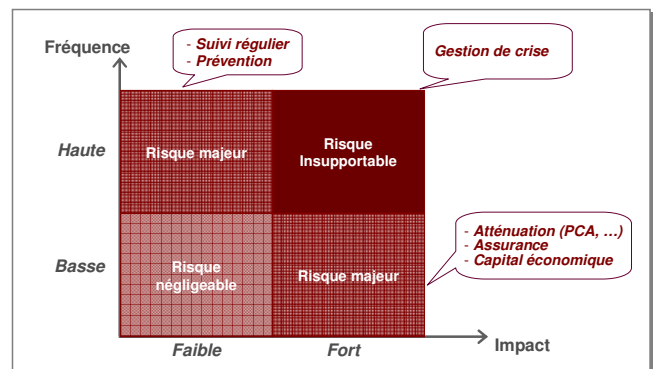 Fréquence
- Suivi régulier
- Prévention
Gestion de crise
Haute
Risque majeur
Risque
Insupportable
- Atténuation (PCA, …)
- Assurance
- Capital économique
Basse
Risque
négligeable
Risque majeur
Impact
Faible
Fort